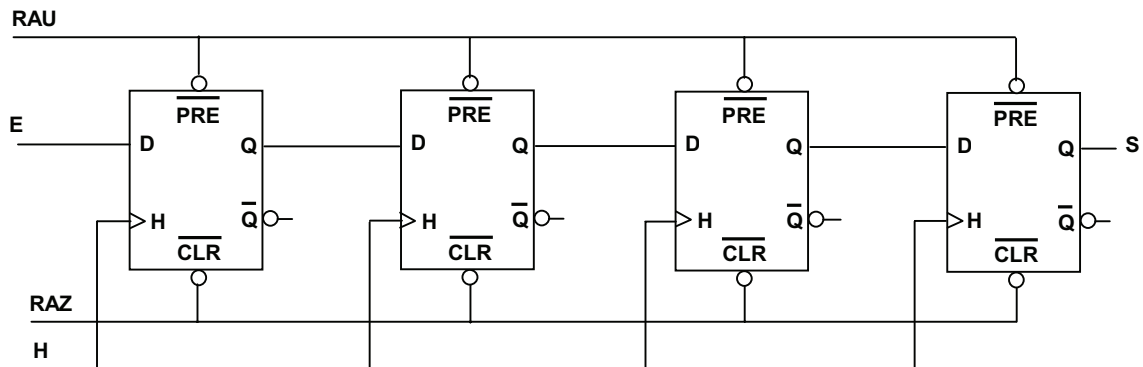 RAU
PRE PRE PRE PRE
E D Q D Q D Q D Q S
H Q H Q H Q H Q
CLR CLR CLR CLR
RAZ
H